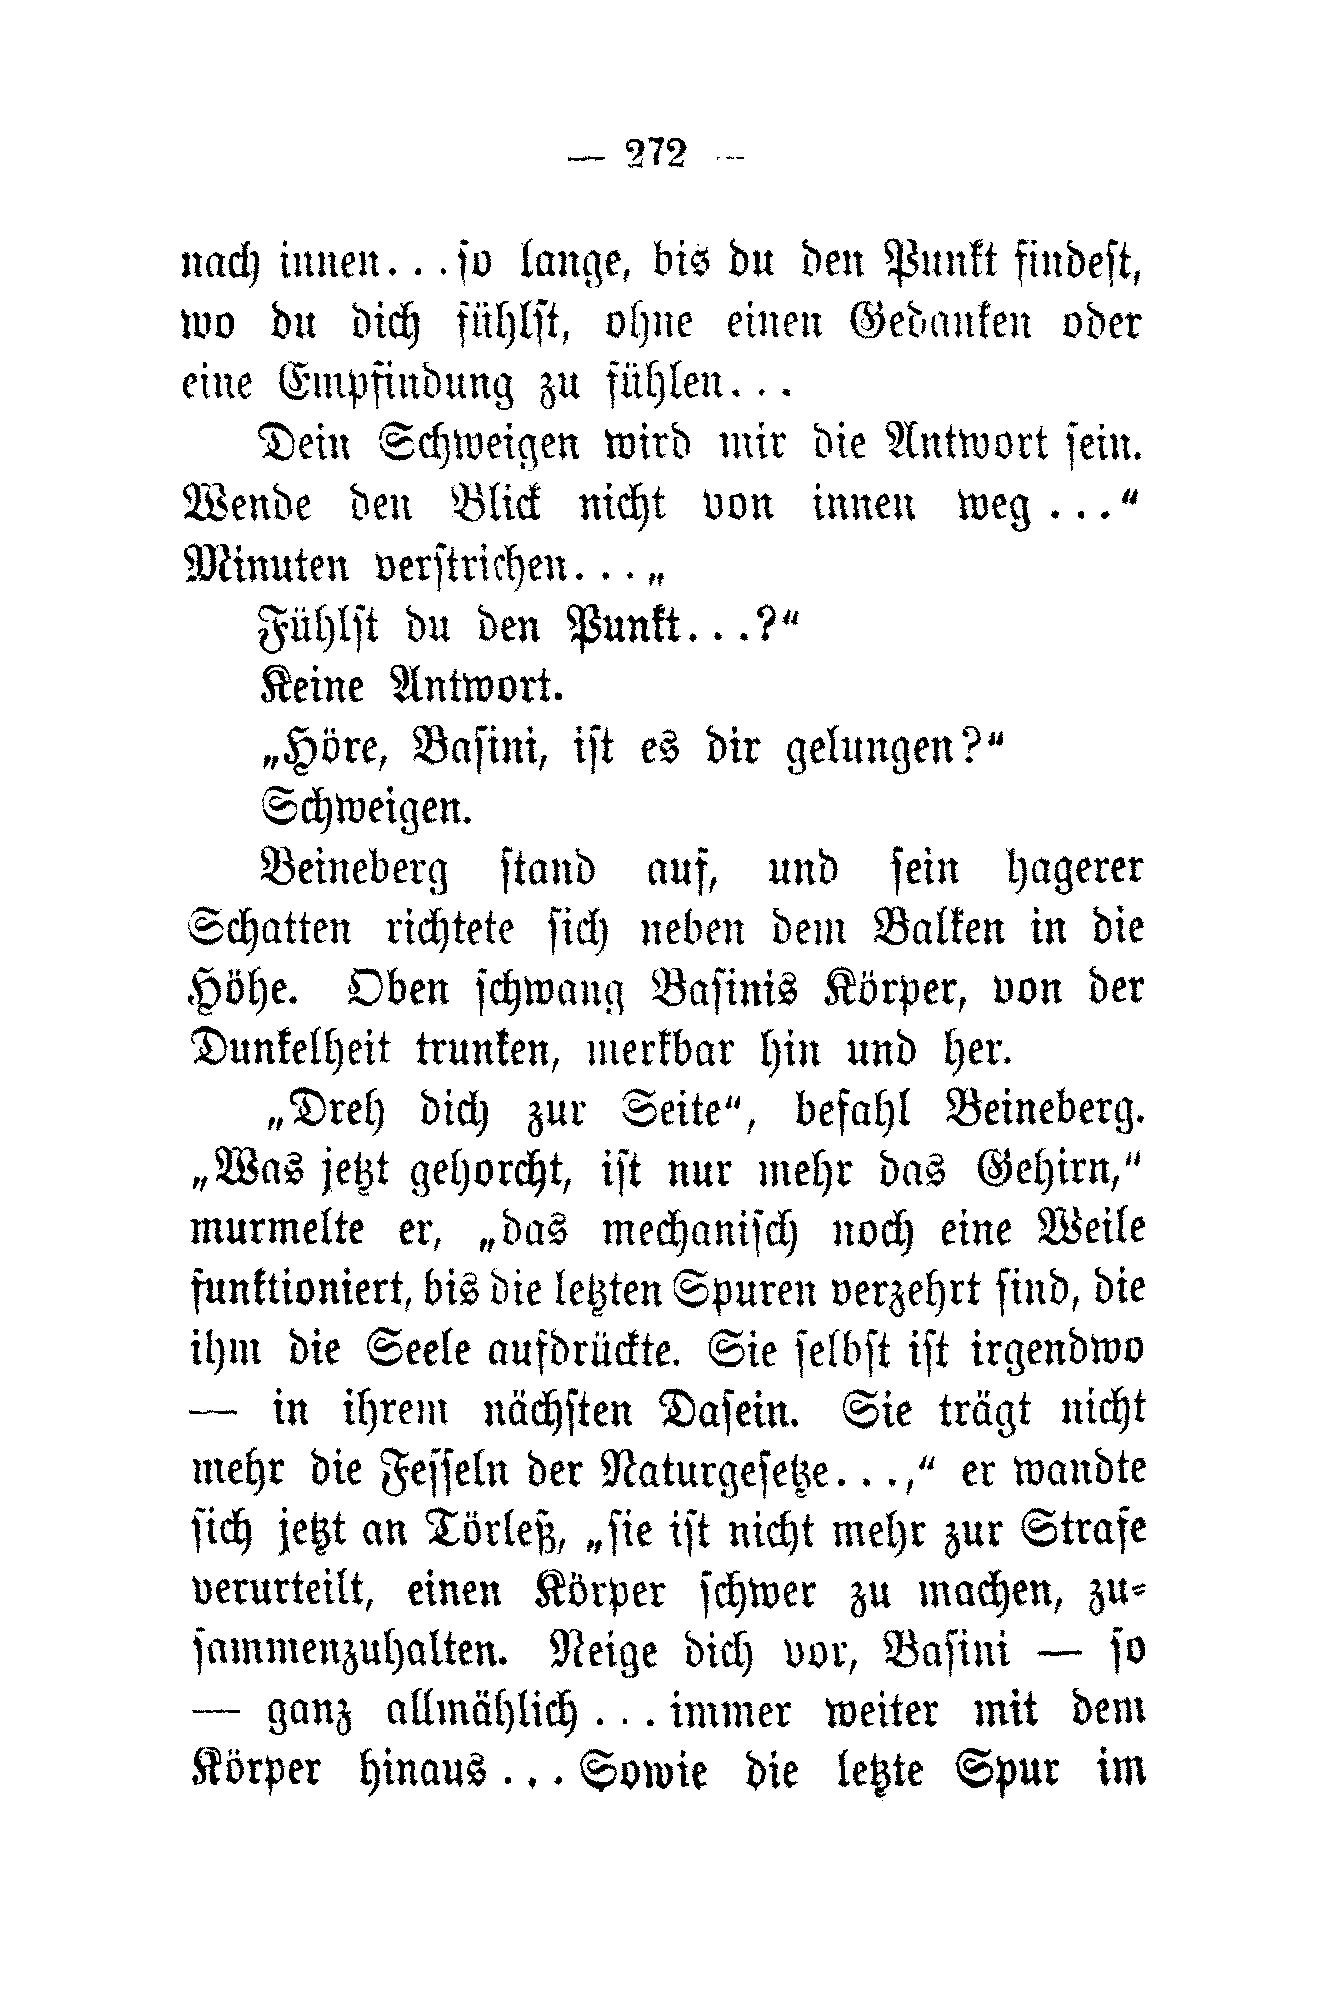 — 272 —
nach innen...so lange, bis du den Punkt findest,
wo du dich fühlst, ohne einen Gedanken oder
eine Empfindung zu fühlen...
Dein Schweigen wird mir die Antwort sein.
Wende den Blick nicht von innen weg ...“
Minuten verstrichen...„
Fühlst du den Punkt...?“
Keine Antwort.
„Höre, Basini, ist es dir gelungen?“
Schweigen.
Beineberg stand auf, und sein hagerer
Schatten richtete sich neben dem Balken in die
Höhe. Oben schwang Basinis Körper, von der
Dunkelheit trunken, merkbar hin und her.
„Dreh dich zur Seite“, befahl Beineberg.
„Was jetzt gehorcht, ist nur mehr das Gehirn,“
murmelte er, „das mechanisch noch eine Weile
funktioniert, bis die letzten Spuren verzehrt sind, die
ihm die Seele aufdrückte. Sie selbst ist irgendwo
— in ihrem nächsten Dasein. Sie trägt nicht
mehr die Fesseln der Naturgesetze...,“ er wandte
sich jetzt an Törleß, „sie ist nicht mehr zur Strafe
verurteilt, einen Körper schwer zu machen, zu-
sammenzuhalten. Neige dich vor, Basini — so
— ganz allmählich ... immer weiter mit dem
Körper hinaus ... Sowie die letzte Spur im